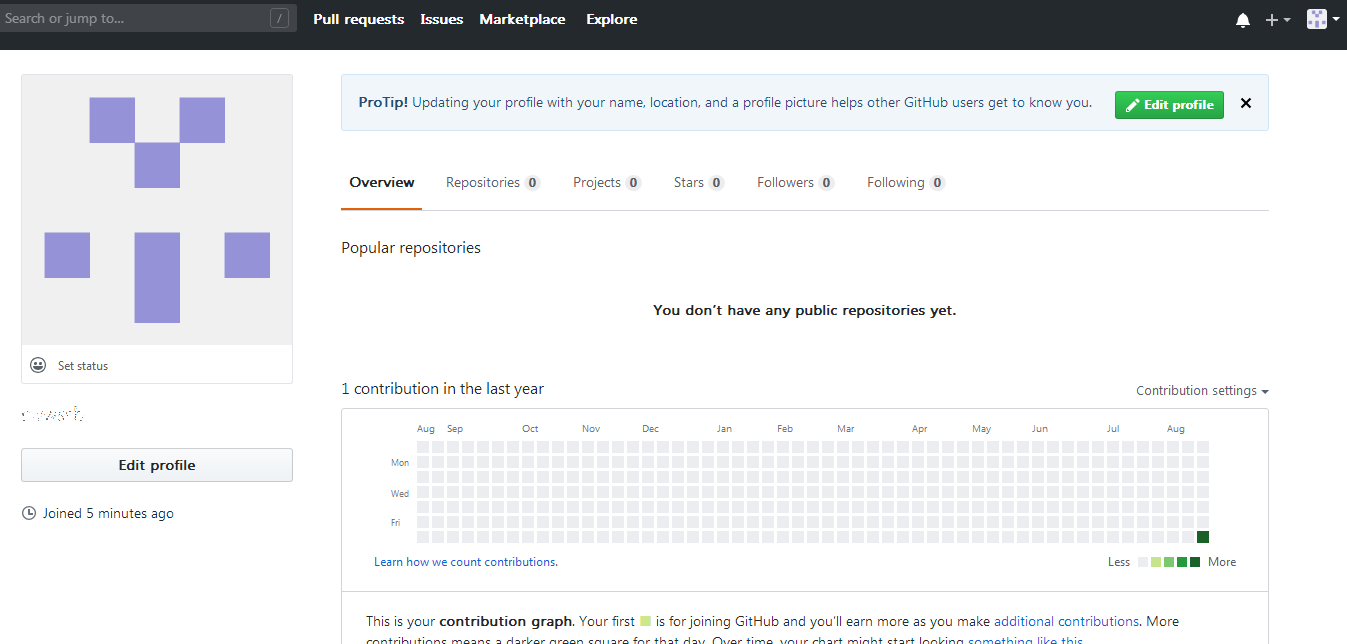 Search or jump to... /
Pull requests Issues Marketplace Explore
ProTip! Updating your profile with your name, location, and a profile picture helps other GitHub users get to know you.
Edit profile
Overview Repositories 0 Projects 0 Stars 0 Followers 0 Following 0
Popular repositories
You don’t have any public repositories yet.
Set status
Edit profile
Joined 5 minutes ago
1 contribution in the last year
Contribution settings
Aug Sep Oct Nov Dec Jan Feb Mar Apr May Jun Jul Aug
Mon
Wed
Fri
Learn how we count contributions.
Less More
This is your contribution graph. Your first is for joining GitHub and you’ll earn more as you make additional contributions. More
contributions means a darker green square for that day. Over time, your chart might start looking something like this.